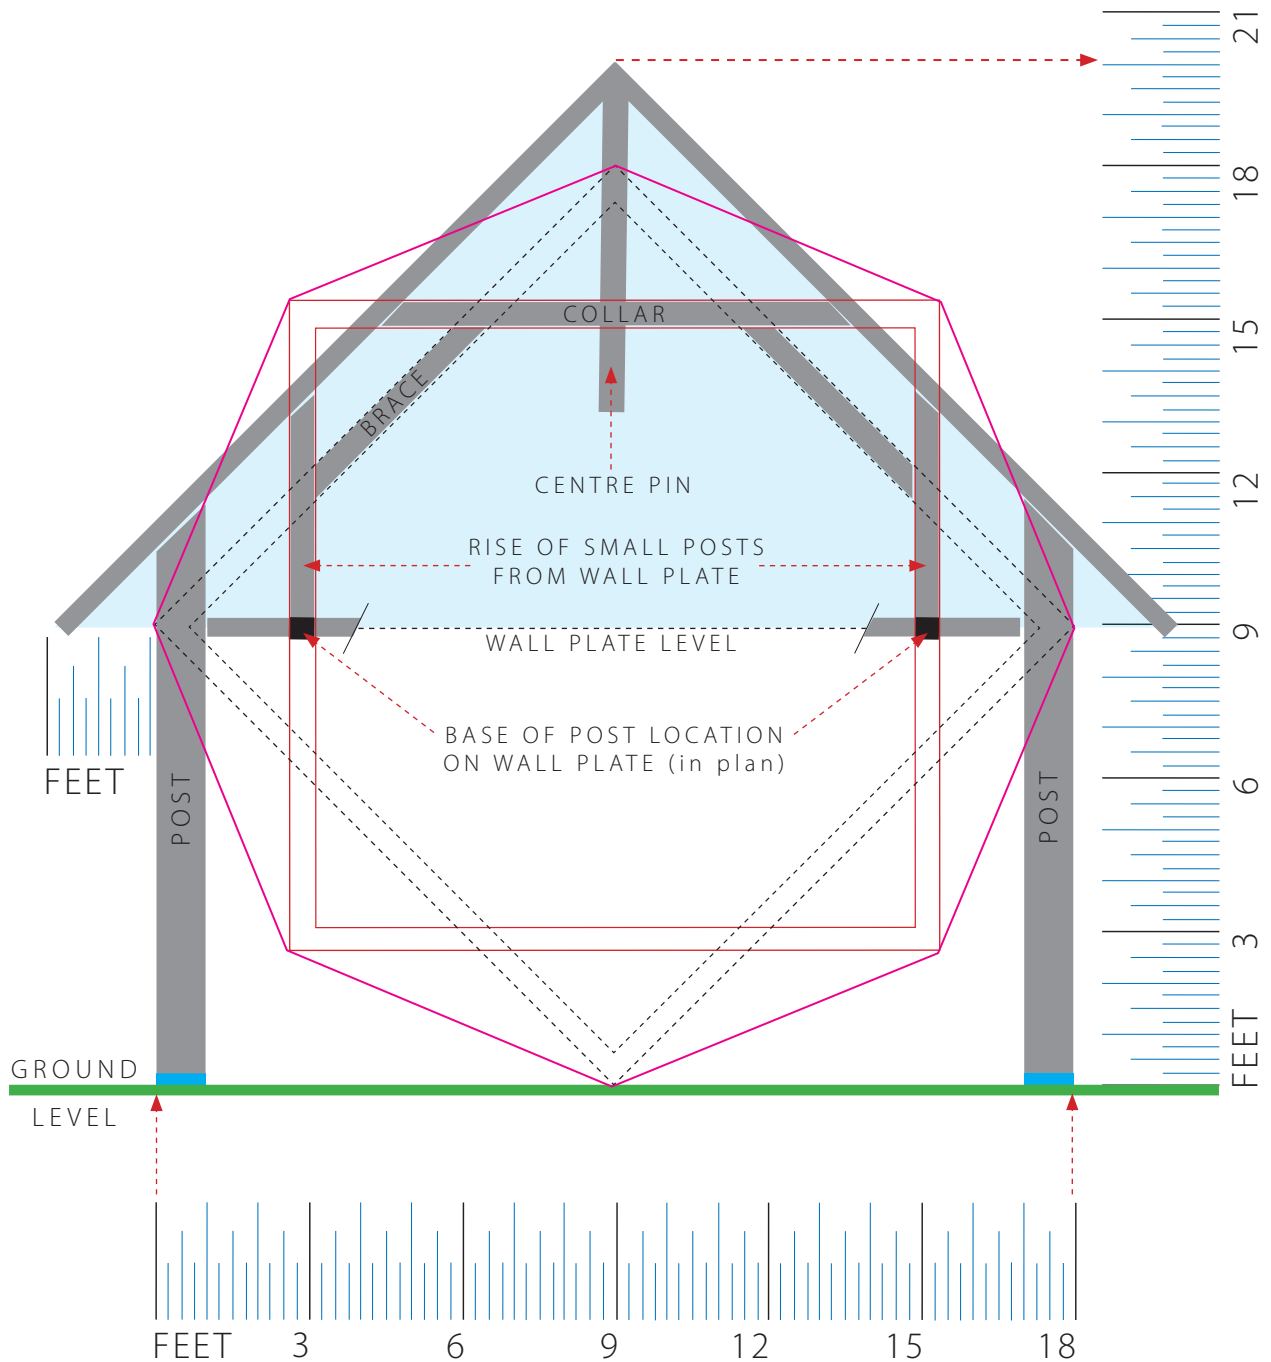 21
18
15
12
9
6
3
FEET
COLLAR
BRACE
CENTRE PIN
RISE OF SMALL POSTS
FROM WALL PLATE
WALL PLATE LEVEL
BASE OF POST LOCATION
ON WALL PLATE (in plan)
FEET
POST
POST
GROUND
LEVEL
FEET 3 6 9 12 15 18